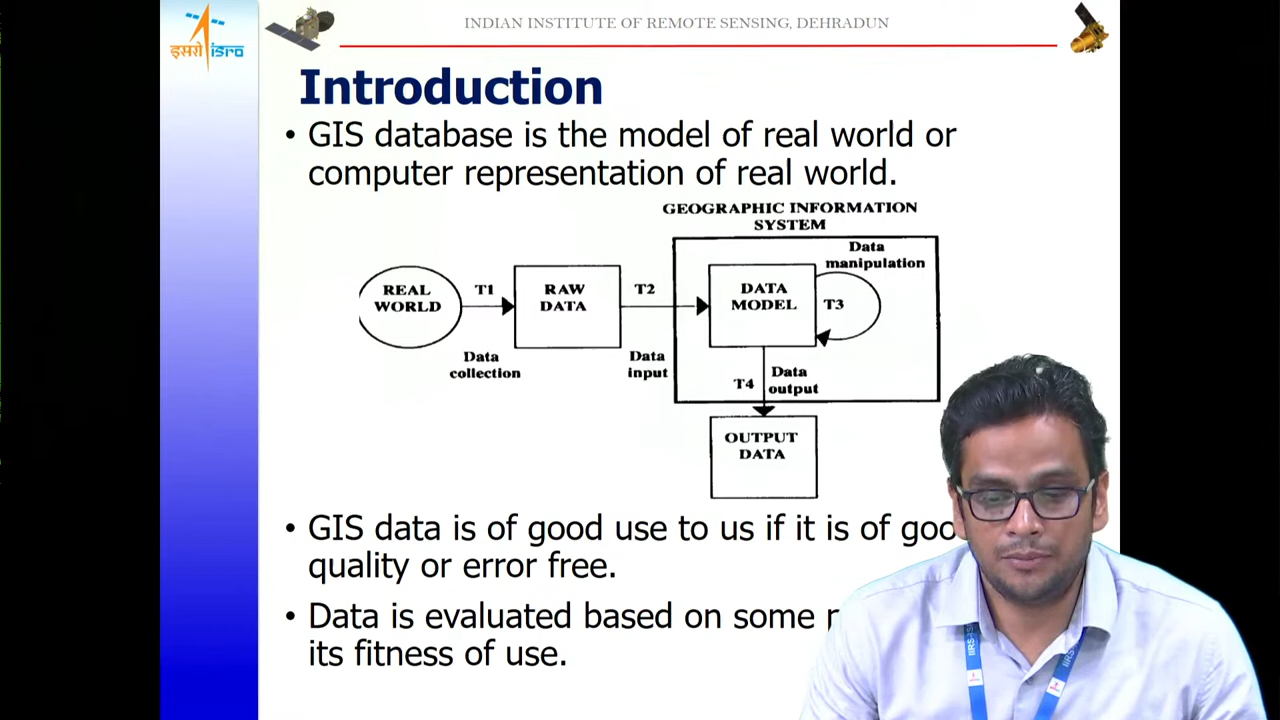 INDIAN INSTITUTE OF REMOTE SENSING, DEHRADUN
इसरो isro
Introduction
• GIS database is the model of real world or
computer representation of real world.
GEOGRAPHIC INFORMATION
SYSTEM
Data
manipulation
REAL
WORLD
T1
RAW
DATA
T2
DATA
MODEL
T3
Data
collection
Data
input
T4
Data
output
OUTPUT
DATA
• GIS data is of good use to us if it is of
quality or error free.
• Data is evaluated based on some
its fitness of use.